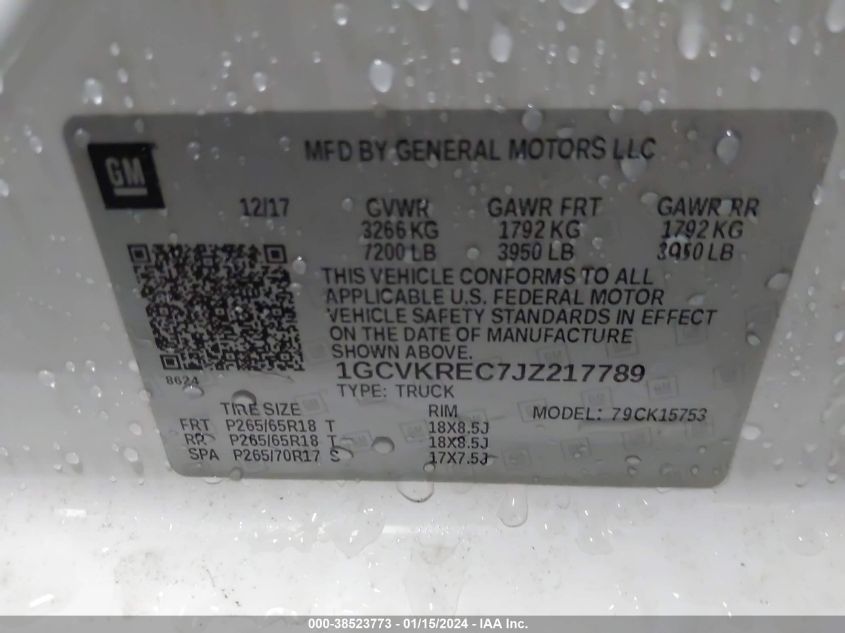 GM
MFD BY GENERAL MOTORS LLC
12/17 GVWR GAWR FRT GAWR RR
3266 KG 1792 KG 1792 KG
7200 LB 3950 LB 3950 LB
THIS VEHICLE CONFORMS TO ALL
APPLICABLE U.S. FEDERAL MOTOR
VEHICLE SAFETY STANDARDS IN EFFECT
ON THE DATE OF MANUFACTURE
SHOWN ABOVE.
8624
1GCVKREC7JZ217789
TYPE: TRUCK
TIRE SIZE RIM MODEL: 79CK15753
FRT P265/65R18 T 18X8.5J
RR P265/65R18 T 18X8.5J
SPA P265/70R17 S 17X7.5J
000-38523773 - 01/15/2024 - IAA Inc.